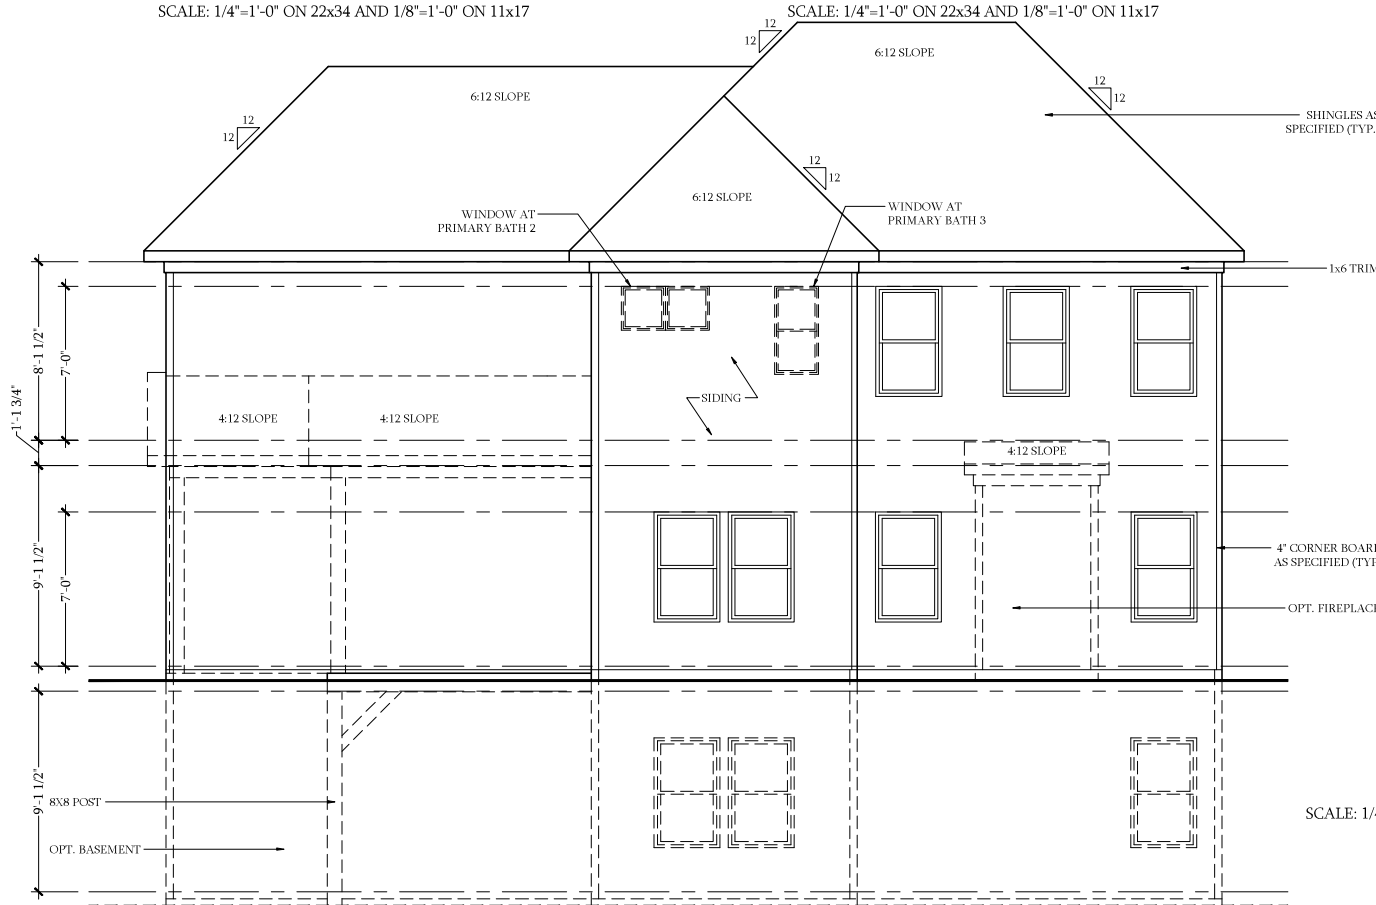 SCALE: 1/4"=1'-0" ON 22x34 AND 1/8"=1'-0" ON 11x17
SCALE: 1/4"=1'-0" ON 22x34 AND 1/8"=1'-0" ON 11x17
12
12
6:12 SLOPE
12
12
6:12 SLOPE
SHINGLES AS
SPECIFIED (TYP.
12
12
12
12
6:12 SLOPE
WINDOW AT
PRIMARY BATH 2
WINDOW AT
PRIMARY BATH 3
1x6 TRIM
8'-1 1/2"
7'-0"
1'-1 3/4"
SIDING
4:12 SLOPE
4:12 SLOPE
4:12 SLOPE
9'-1 1/2"
7'-0"
4" CORNER BOARD
AS SPECIFIED (TYP
OPT. FIREPLACE
9'-1 1/2"
8X8 POST
SCALE: 1/4
OPT. BASEMENT